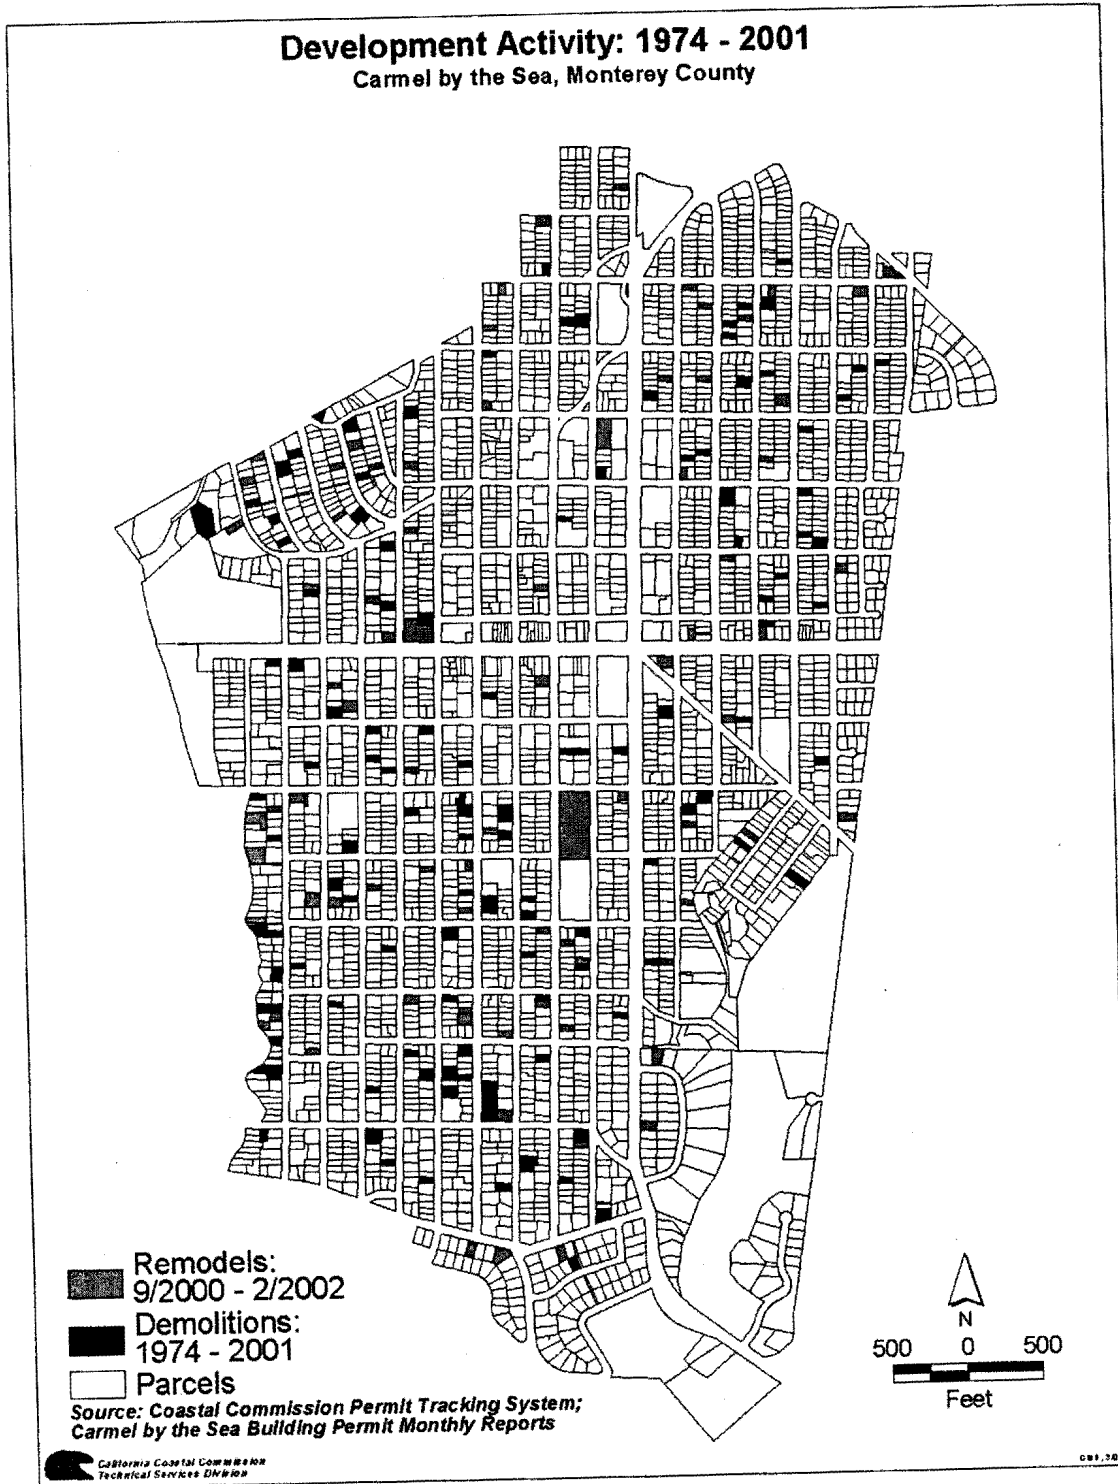 Development Activity: 1974 - 2001
Carmel by the Sea, Monterey County
Remodels:
9/2000 - 2/2002
Demolitions:
1974 - 2001
Parcels
Source: Coastal Commission Permit Tracking System;
Carmel by the Sea Building Permit Monthly Reports
California Coastal Commission
Technical Services Division
N
500 0 500
Feet